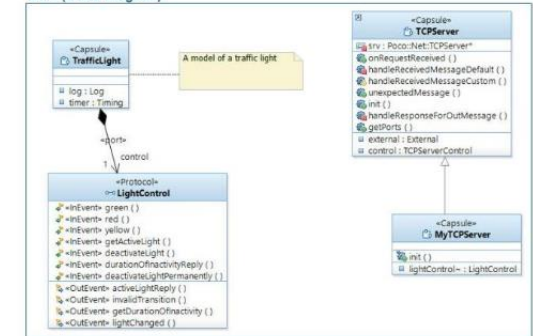 «Capsule»
TrafficLight
log : Log
timer : Timing
A model of a traffic light
«port»
control
1
«Protocol»
LightControl
«InEvent» green ( )
«InEvent» red ( )
«InEvent» yellow ( )
«InEvent» getActiveLight ( )
«InEvent» deactivateLight ( )
«InEvent» durationOfInactivityReply ( )
«InEvent» deactivateLightPermanently ( )
«OutEvent» activeLightReply ( )
«OutEvent» invalidTransition ( )
«OutEvent» getDurationOfInactivity ( )
«OutEvent» lightChanged ( )
«Capsule»
TCPServer
srv : Poco::Net::TCPServer*
onRequestReceived ( )
handleReceivedMessageDefault ( )
handleReceivedMessageCustom ( )
unexpectedMessage ( )
init ( )
handleResponseForOutMessage ( )
getPorts ( )
external : External
control : TCPServerControl
«Capsule»
MyTCPServer
init ( )
lightControl~ : LightControl